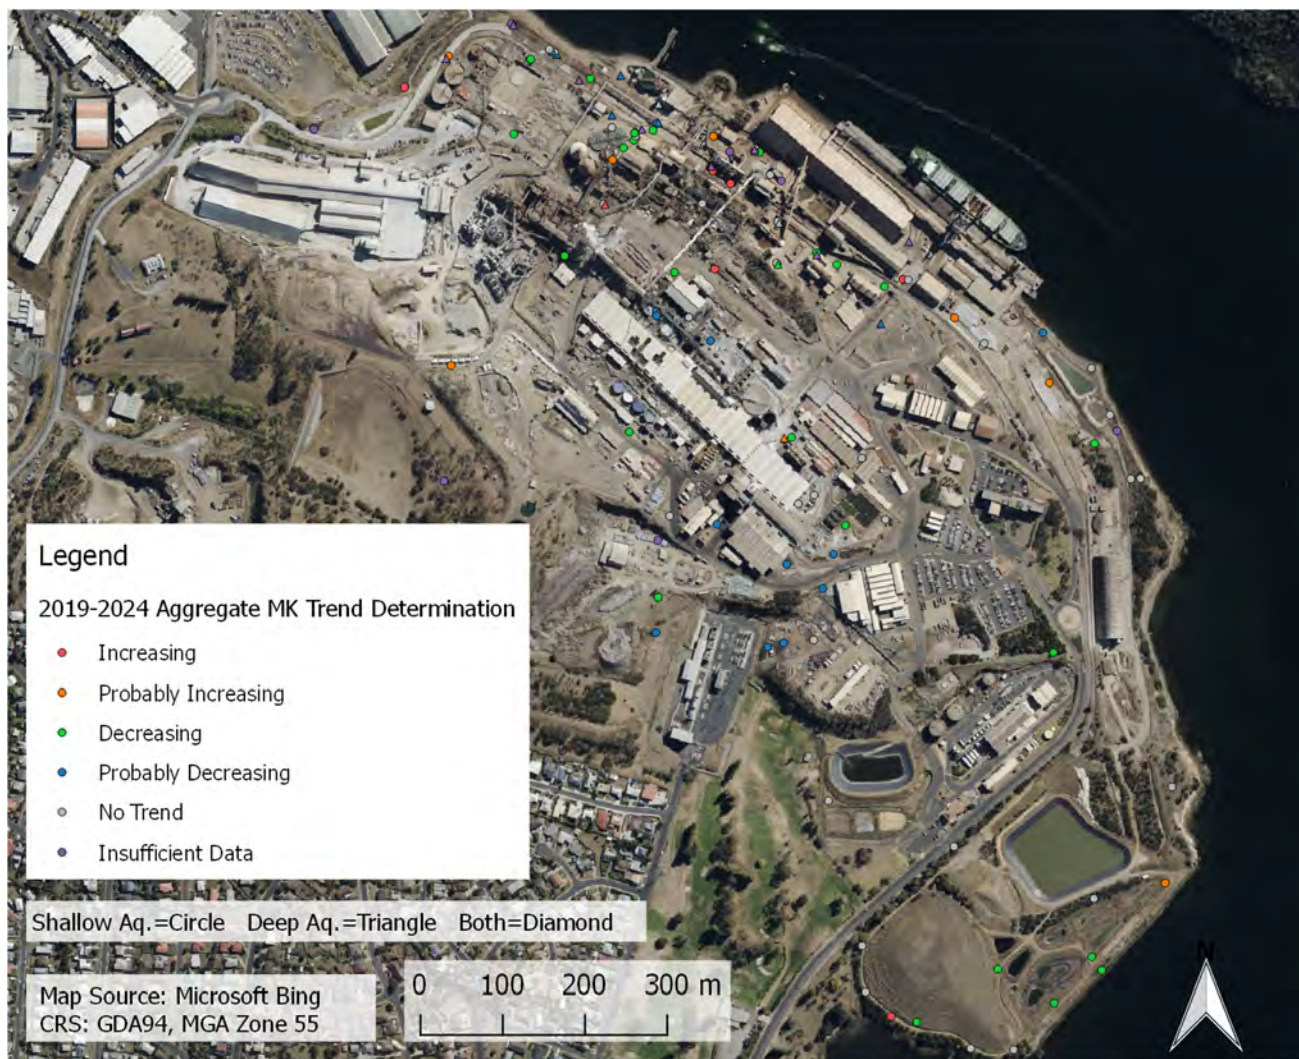 N
Legend
2019-2024 Aggregate MK Trend Determination
Increasing
Probably Increasing
Decreasing
Probably Decreasing
No Trend
Insufficient Data
Shallow Aq.=Circle Deep Aq.=Triangle Both=Diamond
Map Source: Microsoft Bing
CRS: GDA94, MGA Zone 55
0 100 200 300 m